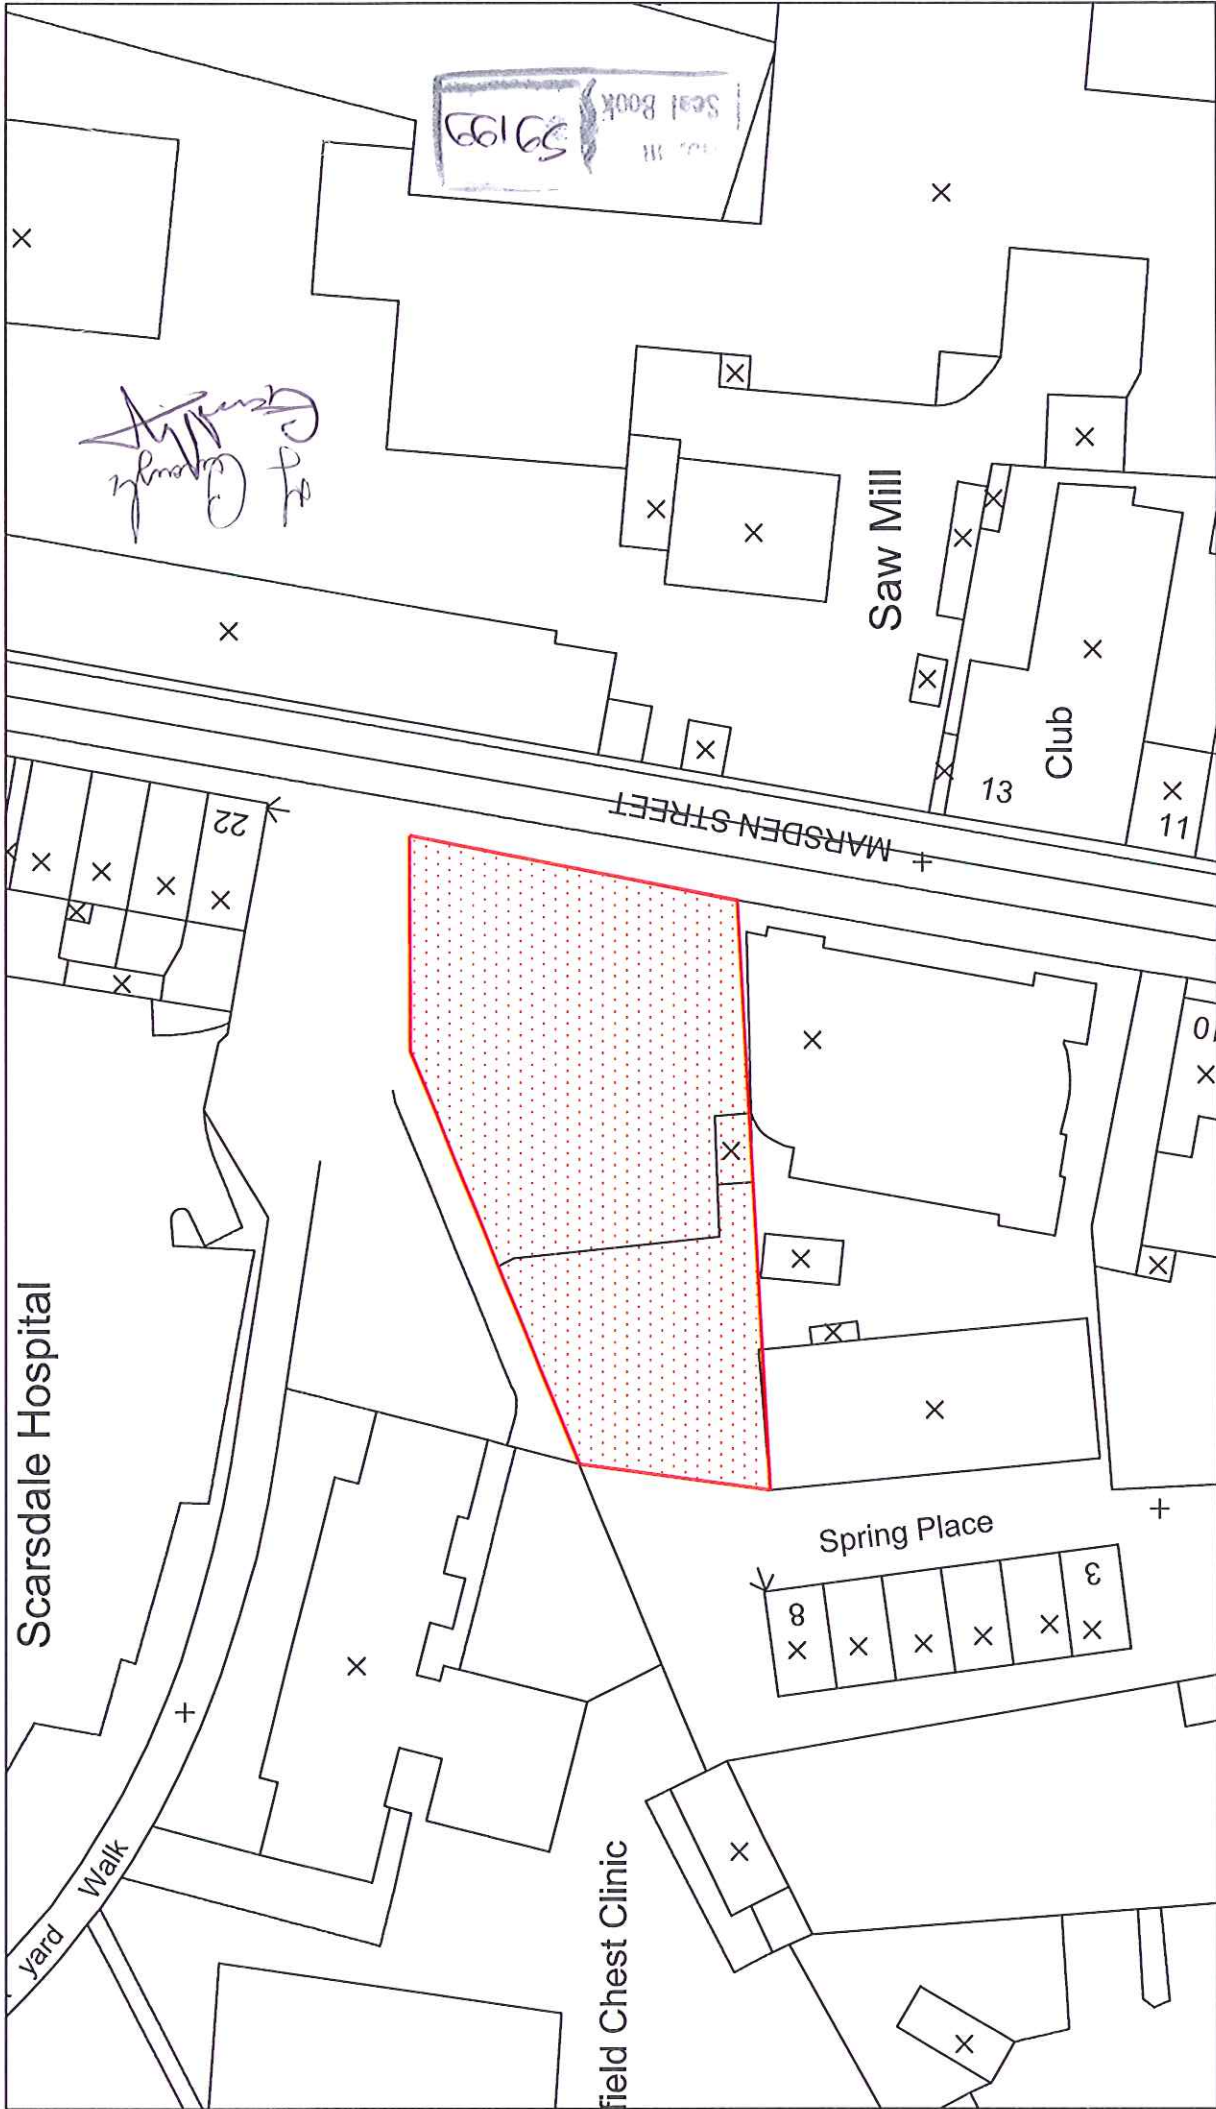 Seal Book
59199
22
Saw Mill
MARSDEN STREET
13
Club
11
10
Scarsdale Hospital
Spring Place
8
3
yard Walk
field Chest Clinic